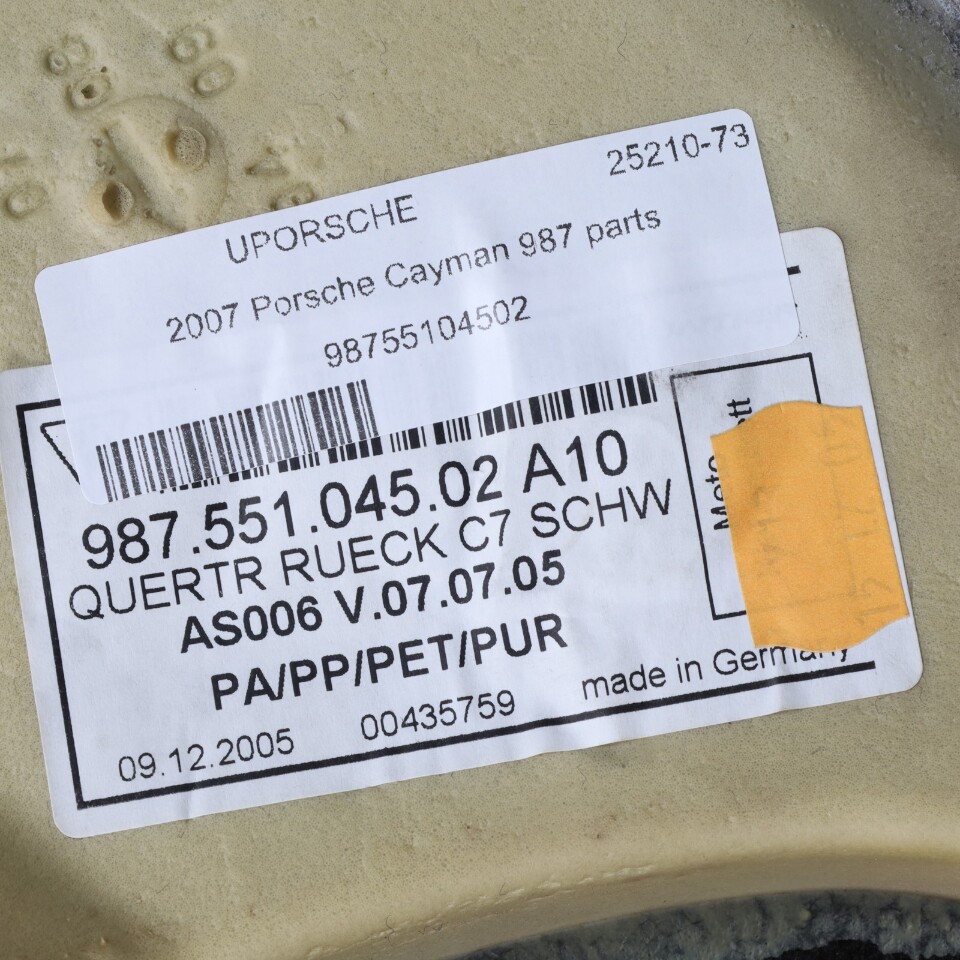 25210-73
UPORSCHE
2007 Porsche Cayman 987 parts
98755104502
987.551.045.02 A10
QUERTR RUECK C7 SCHW
AS006 V.07.07.05
PA/PP/PET/PUR
09.12.2005 00435759 made in Germany